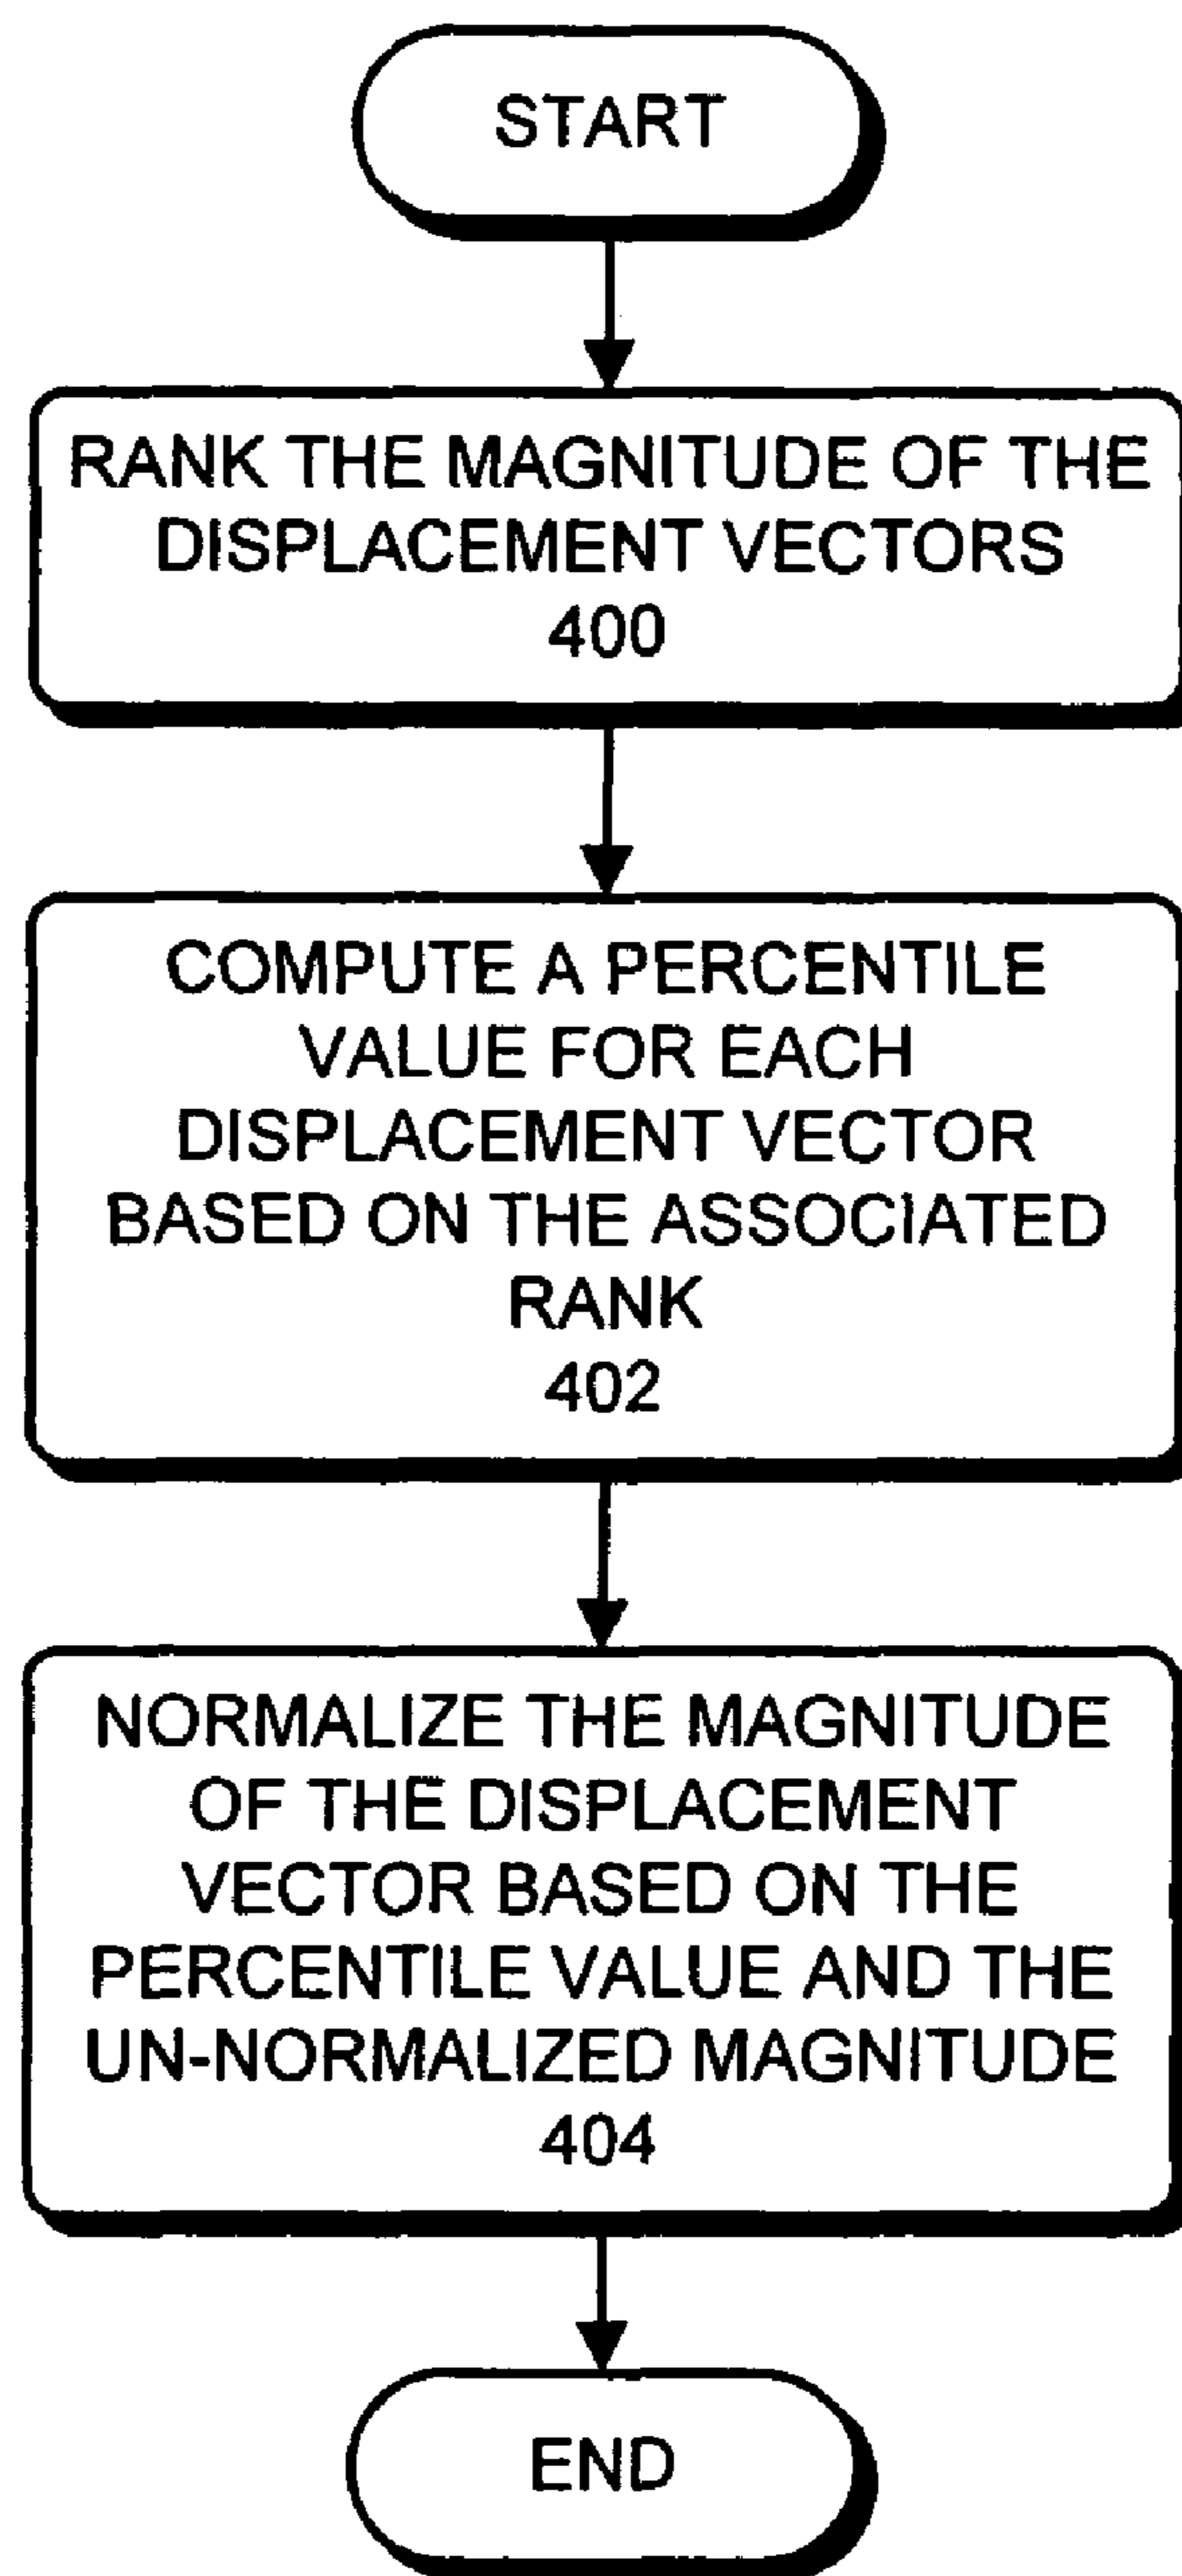 START
RANK THE MAGNITUDE OF THE
DISPLACEMENT VECTORS
400
COMPUTE A PERCENTILE
VALUE FOR EACH
DISPLACEMENT VECTOR
BASED ON THE ASSOCIATED
RANK
402
NORMALIZE THE MAGNITUDE
OF THE DISPLACEMENT
VECTOR BASED ON THE
PERCENTILE VALUE AND THE
UN-NORMALIZED MAGNITUDE
404
END